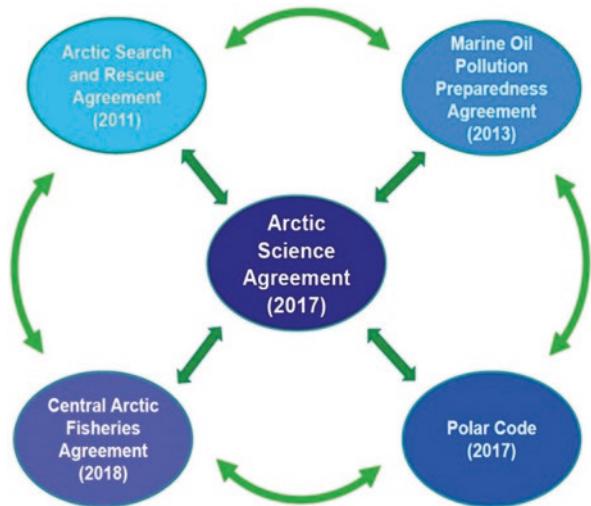 Arctic Search
and Rescue
Agreement
(2011)
Marine Oil
Pollution
Preparedness
Agreement
(2013)
Arctic
Science
Agreement
(2017)
Central Arctic
Fisheries
Agreement
(2018)
Polar Code
(2017)